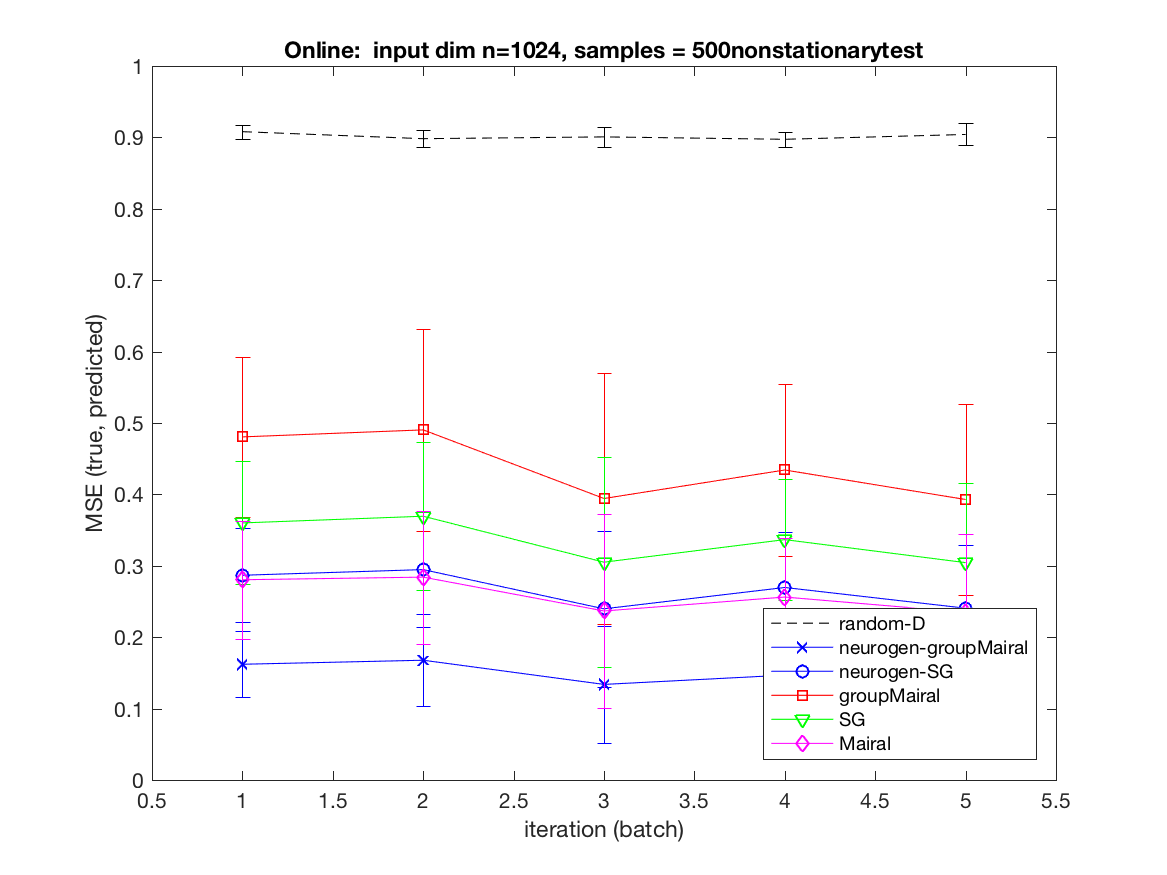 Online:  input dim n=1024, samples = 500nonstationarytest
1
0.9
0.8
0.7
0.6
0.5
0.4
0.3
0.2
0.1
0
MSE (true, predicted)
random-D
neurogen-groupMairal
neurogen-SG
groupMairal
SG
Mairal
0.5 1 1.5 2 2.5 3 3.5 4 4.5 5 5.5
iteration (batch)